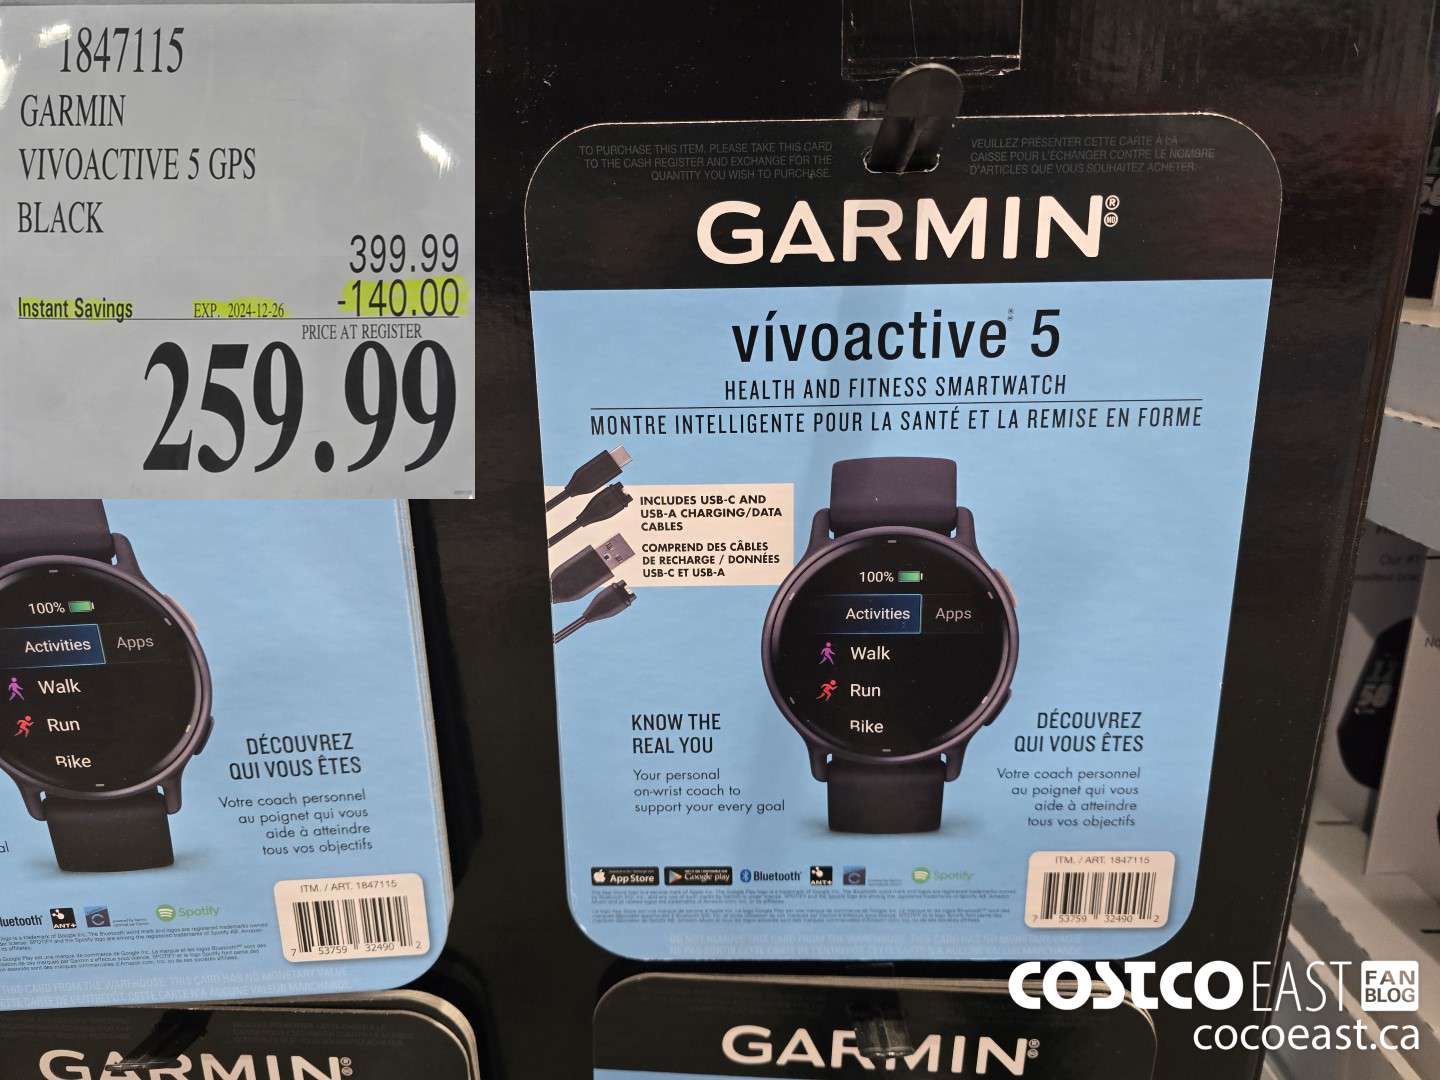 1847115
GARMIN
VIVOACTIVE 5 GPS
BLACK
399.99
Instant Savings EXP. 2024-12-26 -140.00
PRICE AT REGISTER
259.99
TO PURCHASE THIS ITEM, PLEASE TAKE THIS CARD
TO THE CASH REGISTER AND EXCHANGE FOR THE
QUANTITY YOU WISH TO PURCHASE.
VEUILLEZ PRÉSENTER CETTE CARTE À LA
CAISSE POUR L'ÉCHANGER CONTRE LE NOMBRE
D'ARTICLES QUE VOUS SOUHAITEZ ACHETER.
GARMIN® MD
vívoactive® 5
HEALTH AND FITNESS SMARTWATCH
MONTRE INTELLIGENTE POUR LA SANTÉ ET LA REMISE EN FORME
INCLUDES USB-C AND
USB-A CHARGING/DATA
CABLES
COMPREND DES CÂBLES
DE RECHARGE / DONNÉES
USB-C ET USB-A
100%
Activities Apps
Walk
Run
Bike
KNOW THE
REAL YOU
Your personal
on-wrist coach to
support your every goal
DÉCOUVREZ
QUI VOUS ÊTES
Votre coach personnel
au poignet qui vous
aide à atteindre
tous vos objectifs
App Store Google play Bluetooth® ANT+ Spotify®
ITM. / ART. 1847115
7 53759 32490 2
100%
Activities Apps
Walk
Run
Bike
DÉCOUVREZ
QUI VOUS ÊTES
Votre coach personnel
au poignet qui vous
aide à atteindre
tous vos objectifs
al
luetooth® ANT+ Spotify®
ITM. / ART. 1847115
7 53759 32490 2
GARMIN®
GARMIN®
COSTCO EAST FAN BLOG
cocoeast.ca